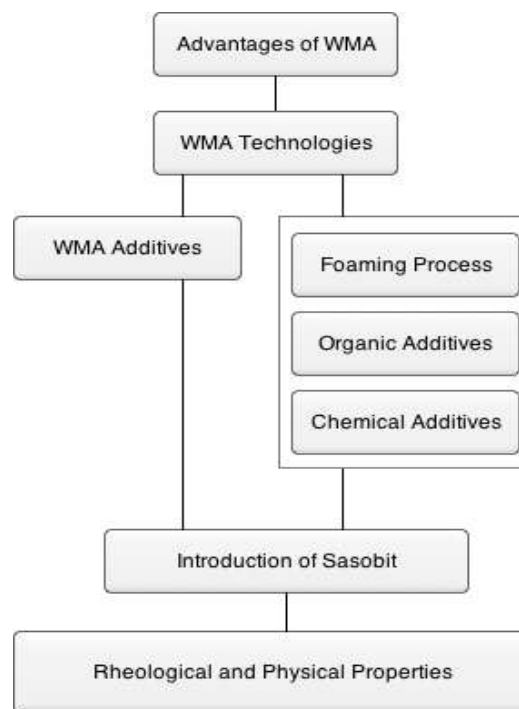 Advantages of WMA
WMA Technologies
WMA Additives
Foaming Process
Organic Additives
Chemical Additives
Introduction of Sasobit
Rheological and Physical Properties